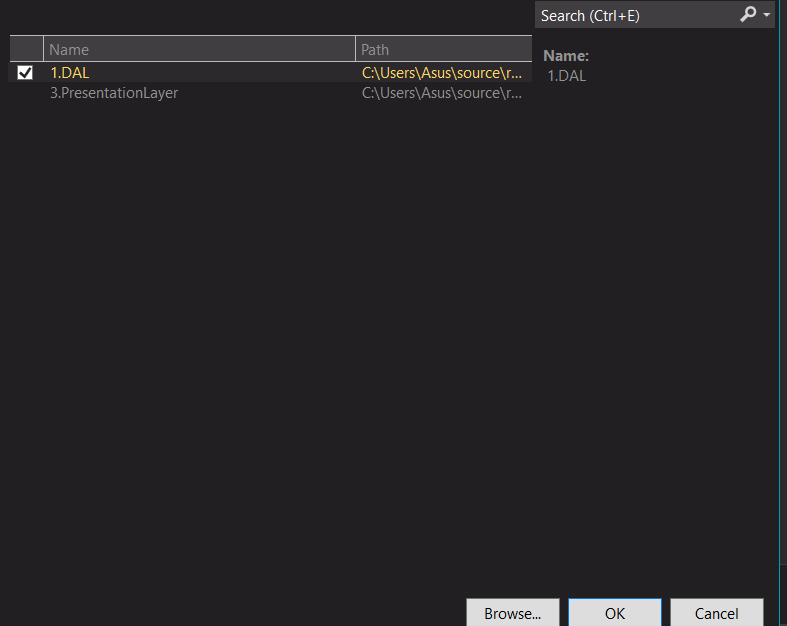 Search (Ctrl+E)
Name Path
1.DAL C:\Users\Asus\source\r...
3.PresentationLayer C:\Users\Asus\source\r...
Name:
1.DAL
Browse... OK Cancel